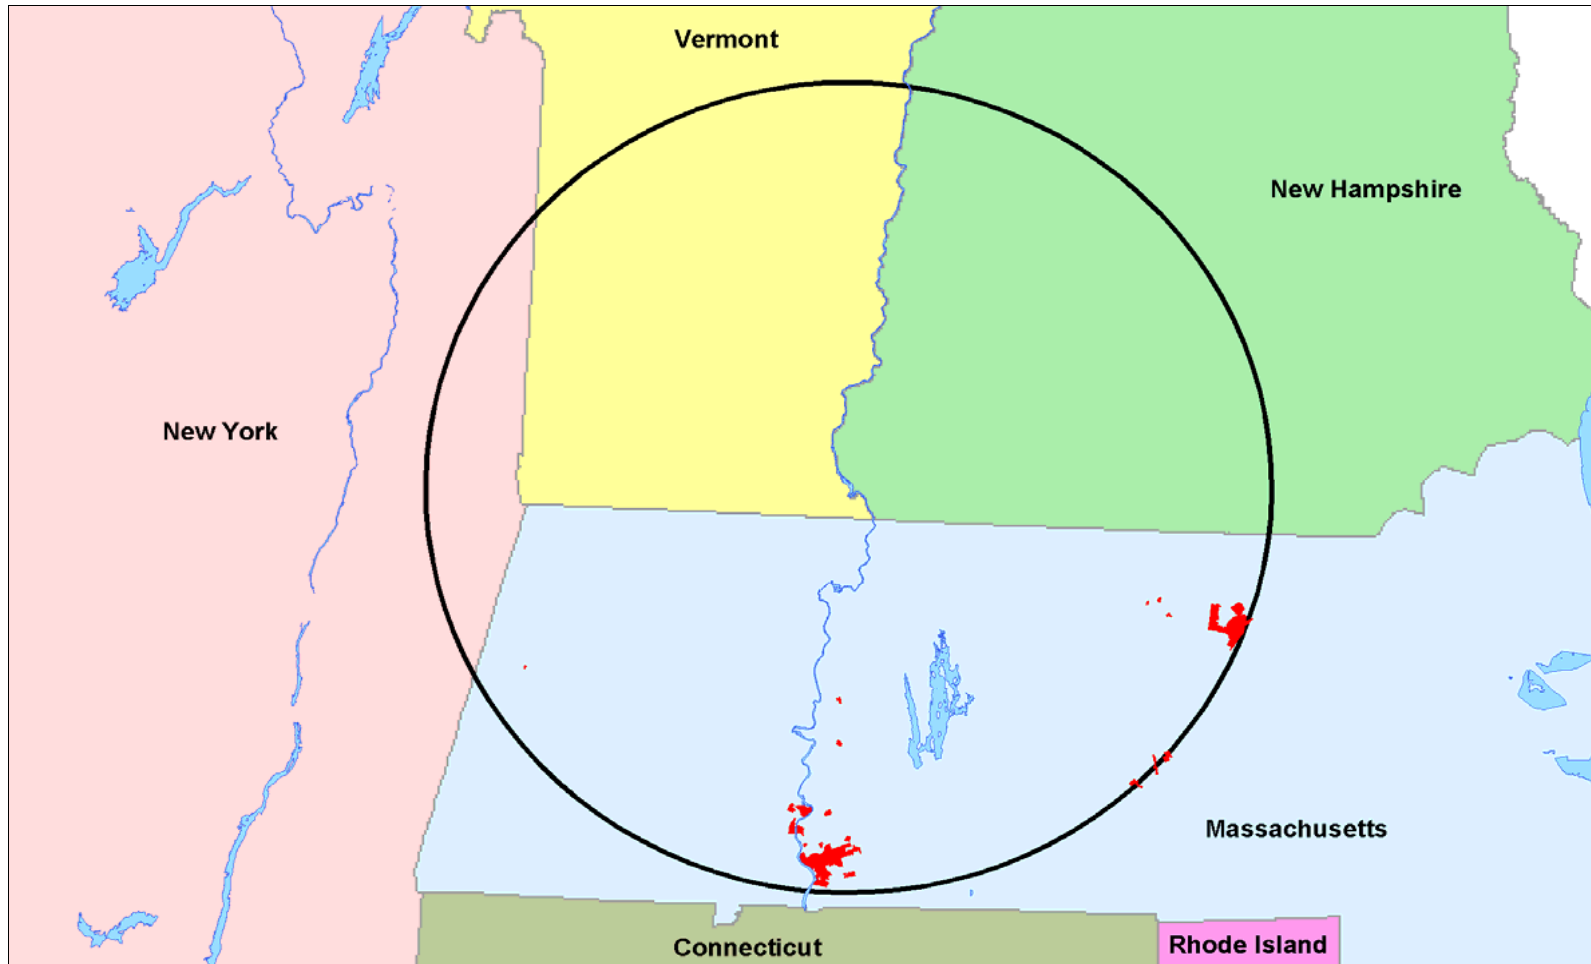 Vermont
New Hampshire
New York
Massachusetts
Connecticut
Rhode Island